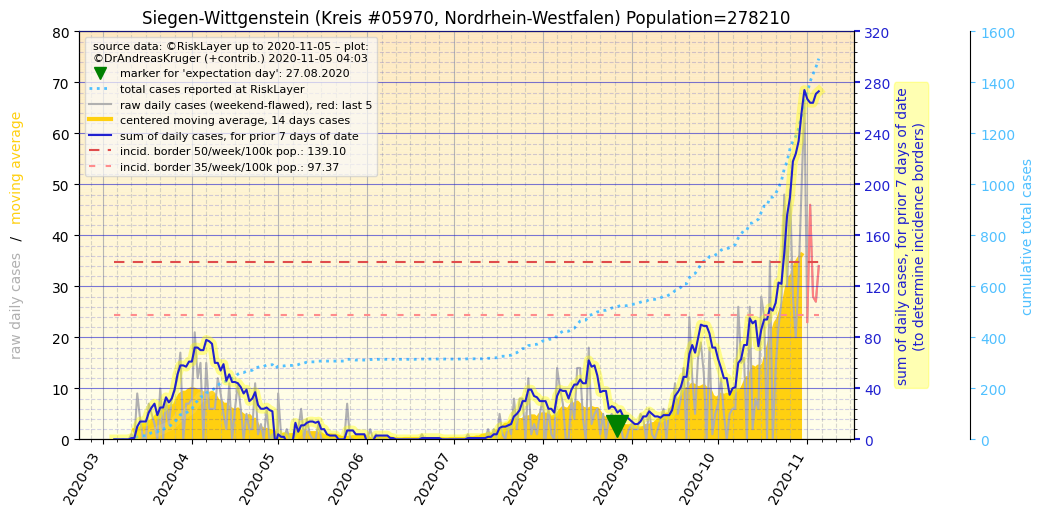 Siegen-Wittgenstein (Kreis #05970, Nordrhein-Westfalen) Population=278210
source data: ©RiskLayer up to 2020-11-05 – plot:
©DrAndreasKruger (+contrib.) 2020-11-05 04:03
marker for 'expectation day': 27.08.2020
total cases reported at RiskLayer
raw daily cases (weekend-flawed), red: last 5
centered moving average, 14 days cases
sum of daily cases, for prior 7 days of date
incid. border 50/week/100k pop.: 139.10
incid. border 35/week/100k pop.: 97.37
raw daily cases / moving average
80
70
60
50
40
30
20
10
0
2020-03
2020-04
2020-05
2020-06
2020-07
2020-08
2020-09
2020-10
2020-11
320
280
240
200
160
120
80
40
0
sum of daily cases, for prior 7 days of date
(to determine incidence borders)
1600
1400
1200
1000
800
600
400
200
0
cumulative total cases